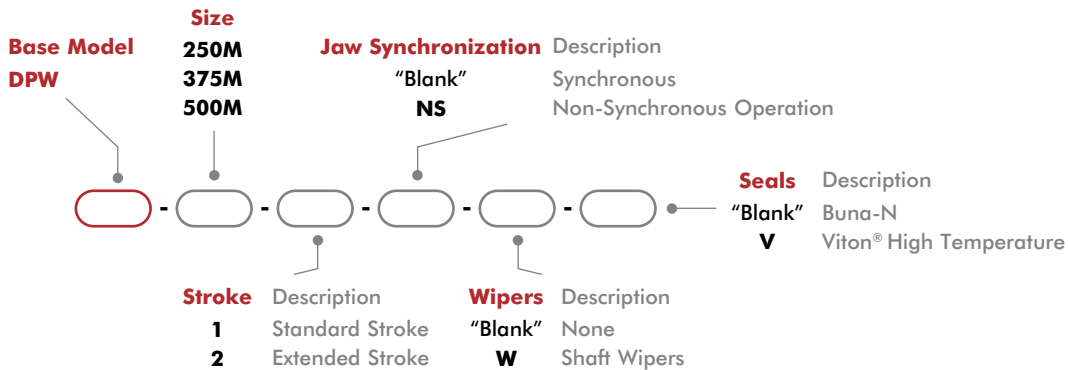 Size
Base Model 250M Jaw Synchronization Description
DPW 375M “Blank” Synchronous
500M NS Non-Synchronous Operation
Seals Description
- - - - - “Blank” Buna-N
V Viton® High Temperature
Stroke Description Wipers Description
1 Standard Stroke “Blank” None
2 Extended Stroke W Shaft Wipers